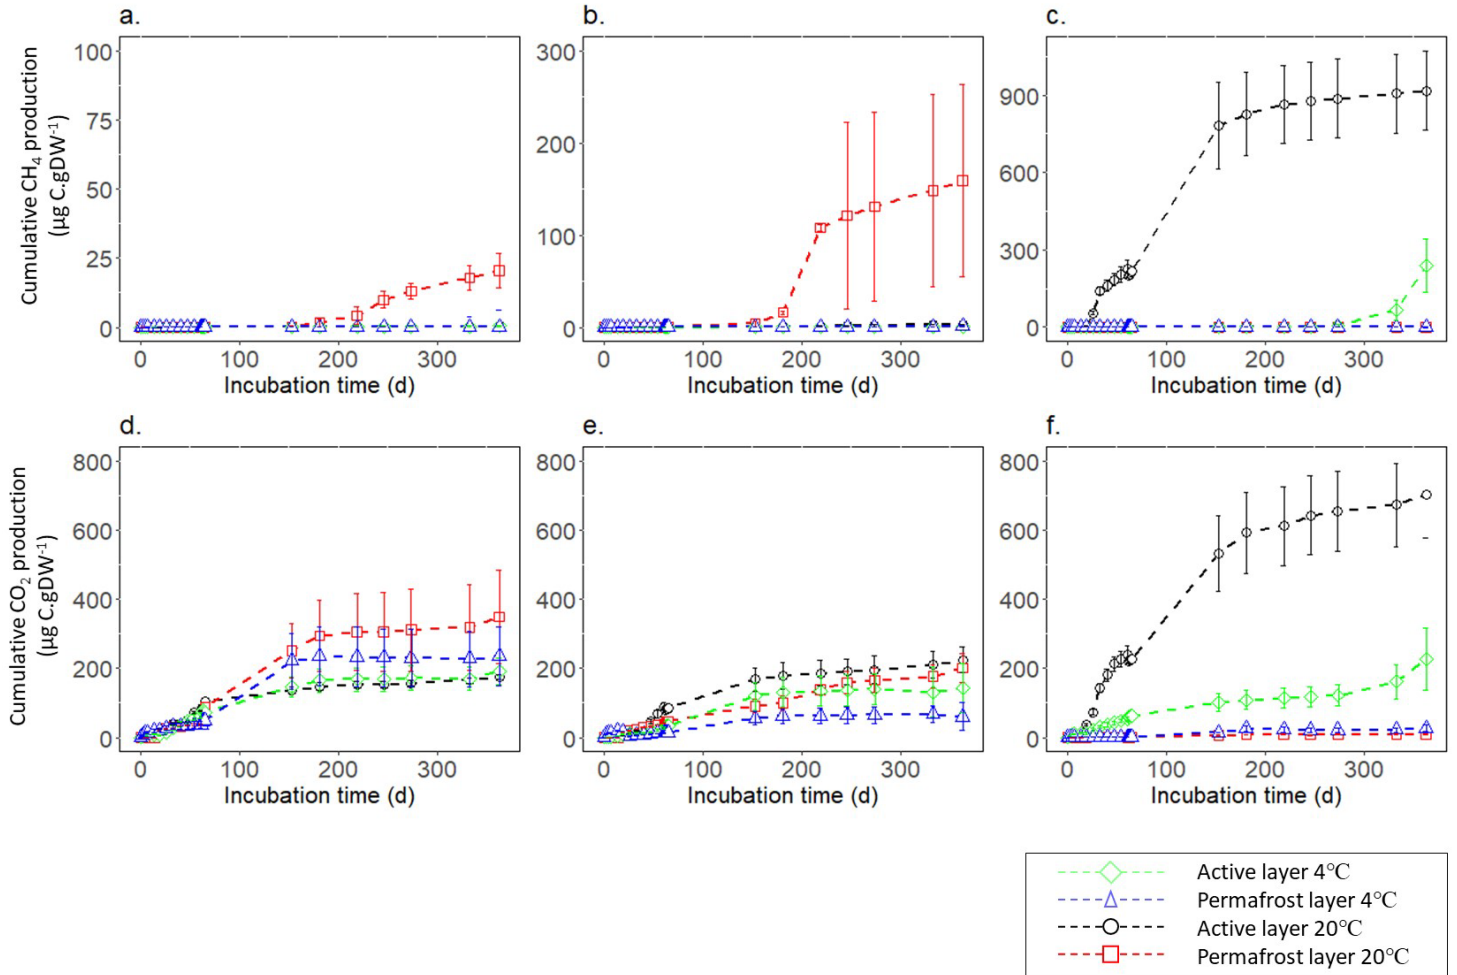 a.
b.
c.
Cumulative CH4 production
(µg C.gDW-1)
100
75
50
25
0
0 100 200 300
Incubation time (d)
300
200
100
0
0 100 200 300
Incubation time (d)
900
600
300
0
0 100 200 300
Incubation time (d)
d.
e.
f.
Cumulative CO2 production
(µg C.gDW-1)
800
600
400
200
0
0 100 200 300
Incubation time (d)
800
600
400
200
0
0 100 200 300
Incubation time (d)
800
600
400
200
0
0 100 200 300
Incubation time (d)
Active layer 4°C
Permafrost layer 4°C
Active layer 20°C
Permafrost layer 20°C